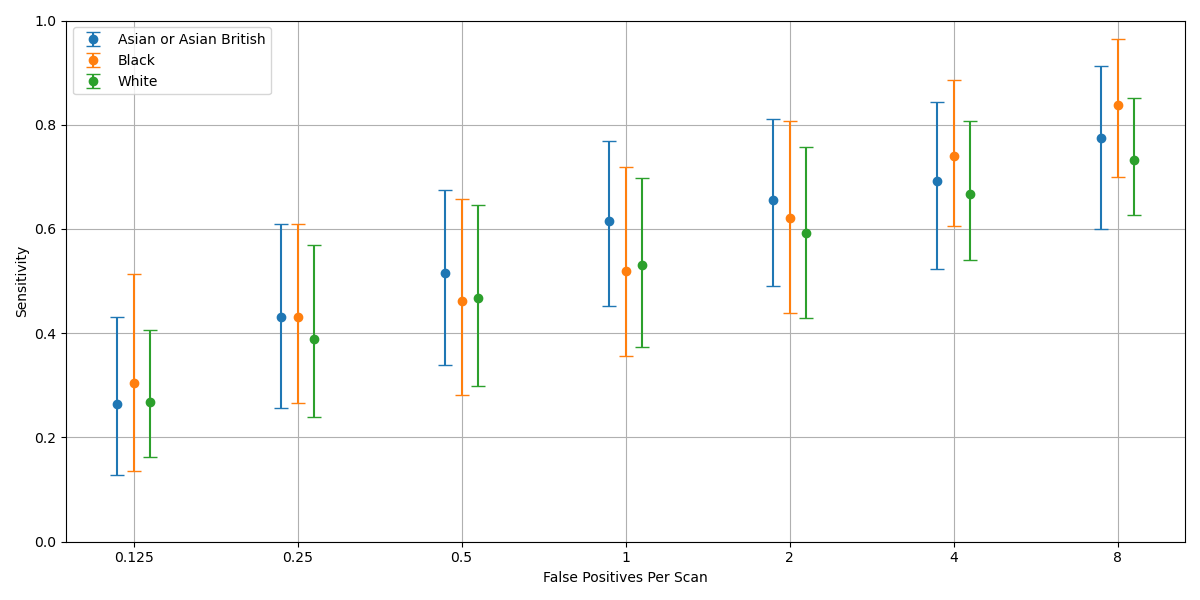 Asian or Asian British
Black
White
1.0
0.8
0.6
0.4
0.2
0.0
Sensitivity
0.125 0.25 0.5 1 2 4 8
False Positives Per Scan